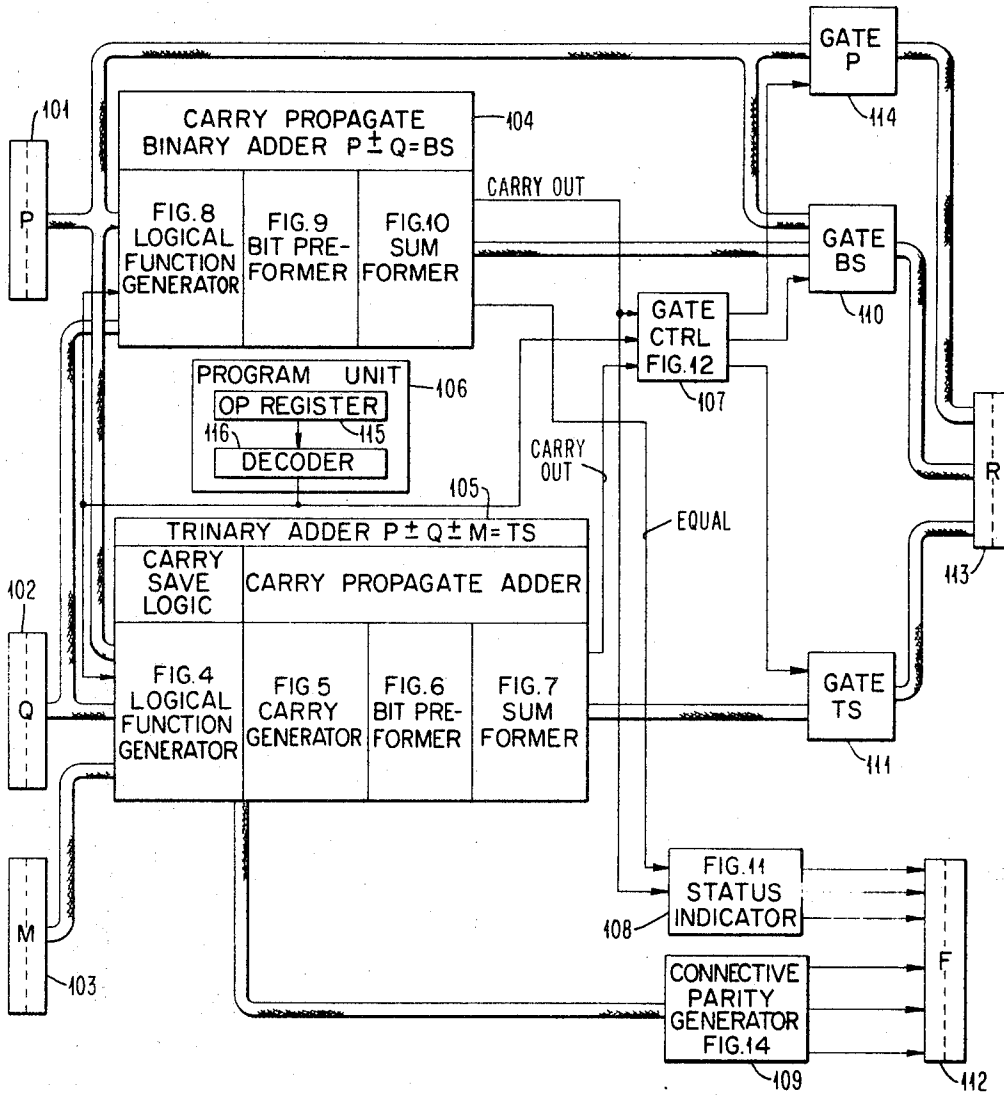 GATE
P
114
101
P
CARRY PROPAGATE
BINARY ADDER P ± Q = BS
104
FIG. 8
LOGICAL
FUNCTION
GENERATOR
FIG. 9
BIT PRE-
FORMER
FIG. 10
SUM
FORMER
CARRY OUT
GATE
BS
110
GATE
CTRL
FIG. 12
107
PROGRAM UNIT
106
OP REGISTER
115
116
DECODER
CARRY
OUT
EQUAL
R
113
105
TRINARY ADDER P ± Q ± M = TS
CARRY
SAVE
LOGIC
CARRY PROPAGATE ADDER
102
Q
FIG. 4
LOGICAL
FUNCTION
GENERATOR
FIG. 5
CARRY
GENERATOR
FIG. 6
BIT PRE-
FORMER
FIG. 7
SUM
FORMER
GATE
TS
111
M
103
FIG. 11
STATUS
INDICATOR
108
CONNECTIVE
PARITY
GENERATOR
FIG. 14
109
F
112